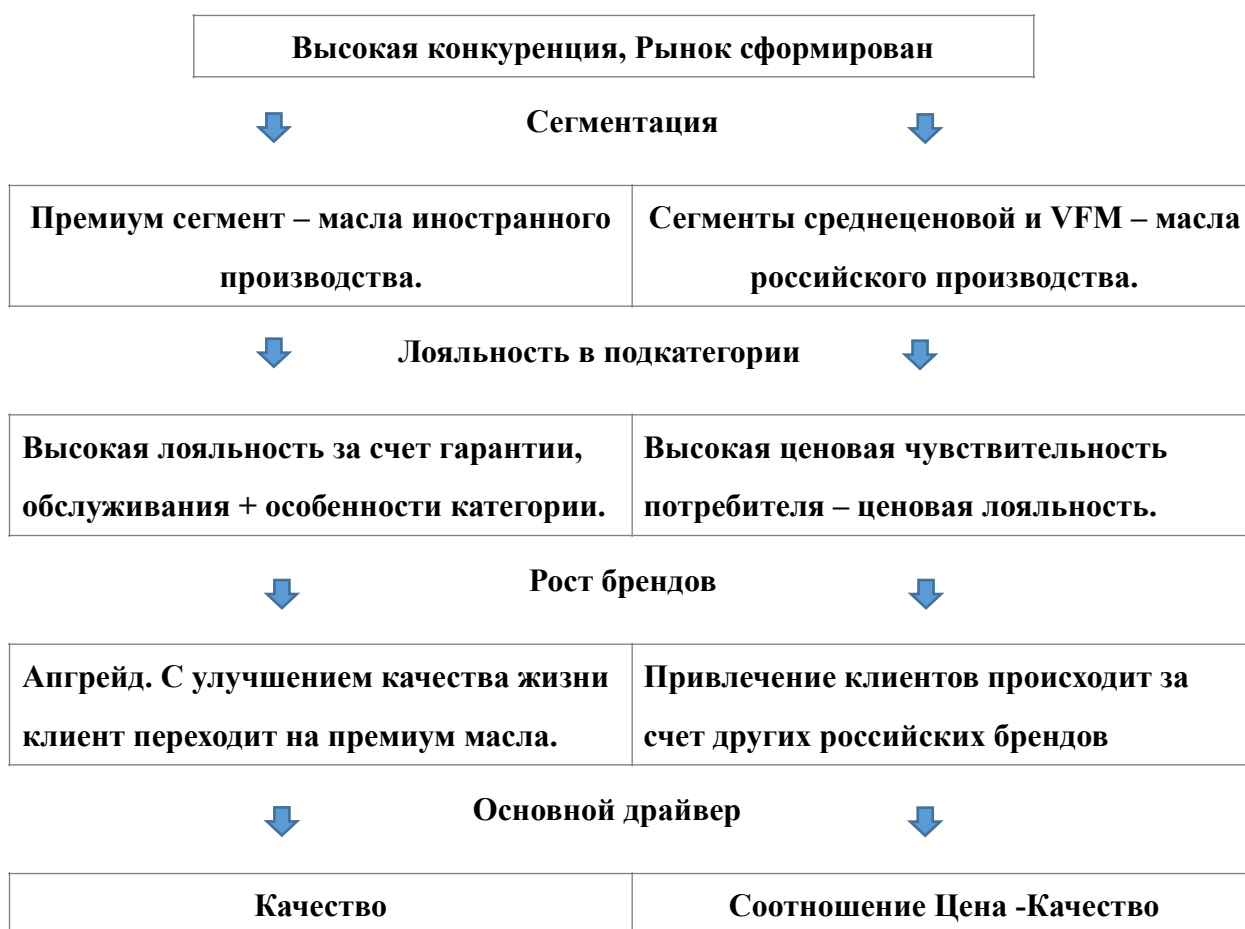 Высокая конкуренция, Рынок сформирован
Сегментация
Премиум сегмент – масла иностранного
производства.
Сегменты среднеценовой и VFM – масла
российского производства.
Лояльность в подкатегории
Высокая лояльность за счет гарантии,
обслуживания + особенности категории.
Высокая ценовая чувствительность
потребителя – ценовая лояльность.
Рост брендов
Апгрейд. С улучшением качества жизни
клиент переходит на премиум масла.
Привлечение клиентов происходит за
счет других российских брендов
Основной драйвер
Качество
Соотношение Цена -Качество